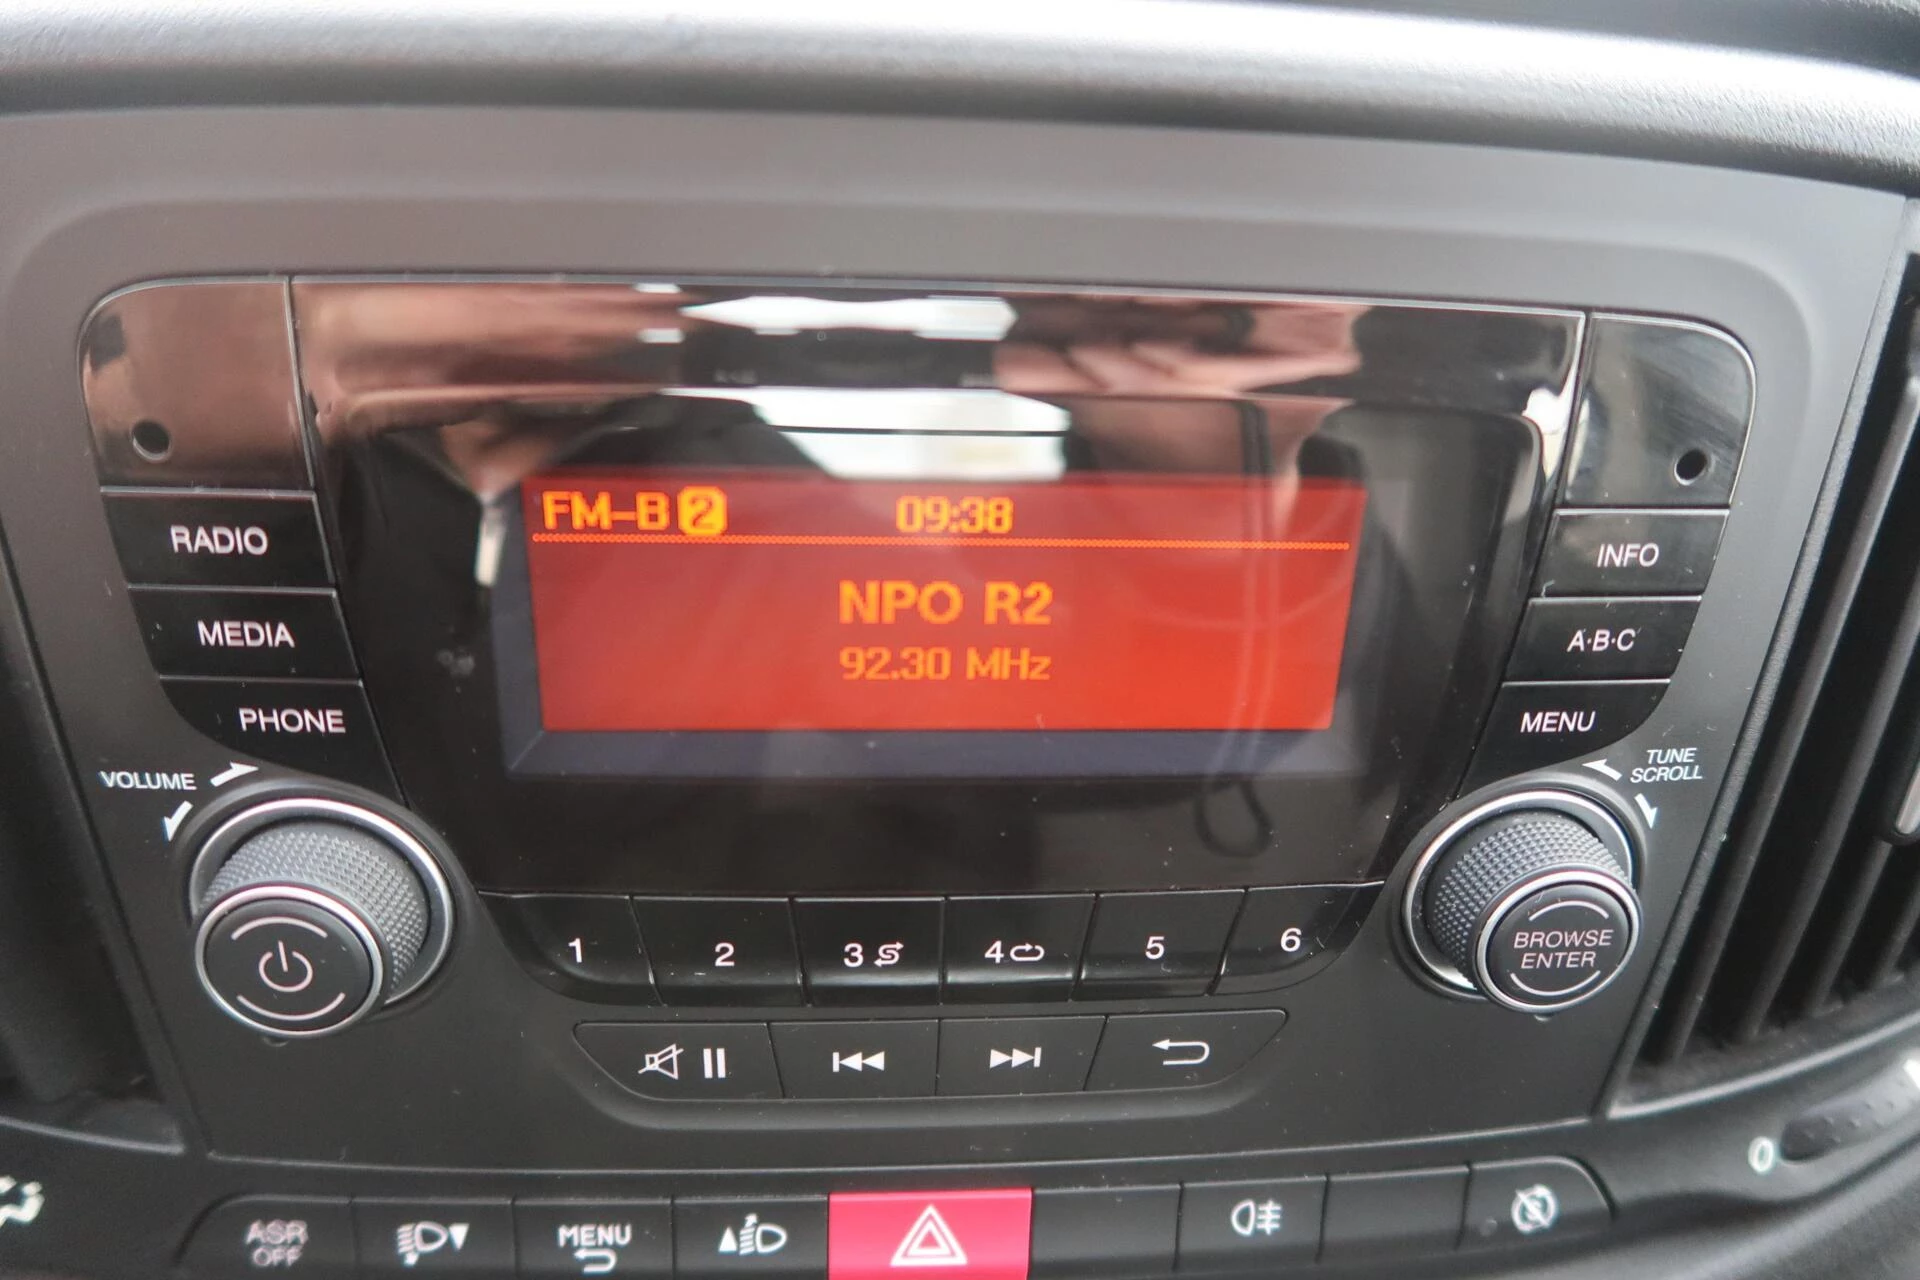 FM-B 2 09:38
NPO R2
92.30 MHz
RADIO
MEDIA
PHONE
INFO
A·B·C
MENU
VOLUME
TUNE
SCROLL
1 2 3 4 5 6
BROWSE
ENTER
0
ASR
OFF
MENU